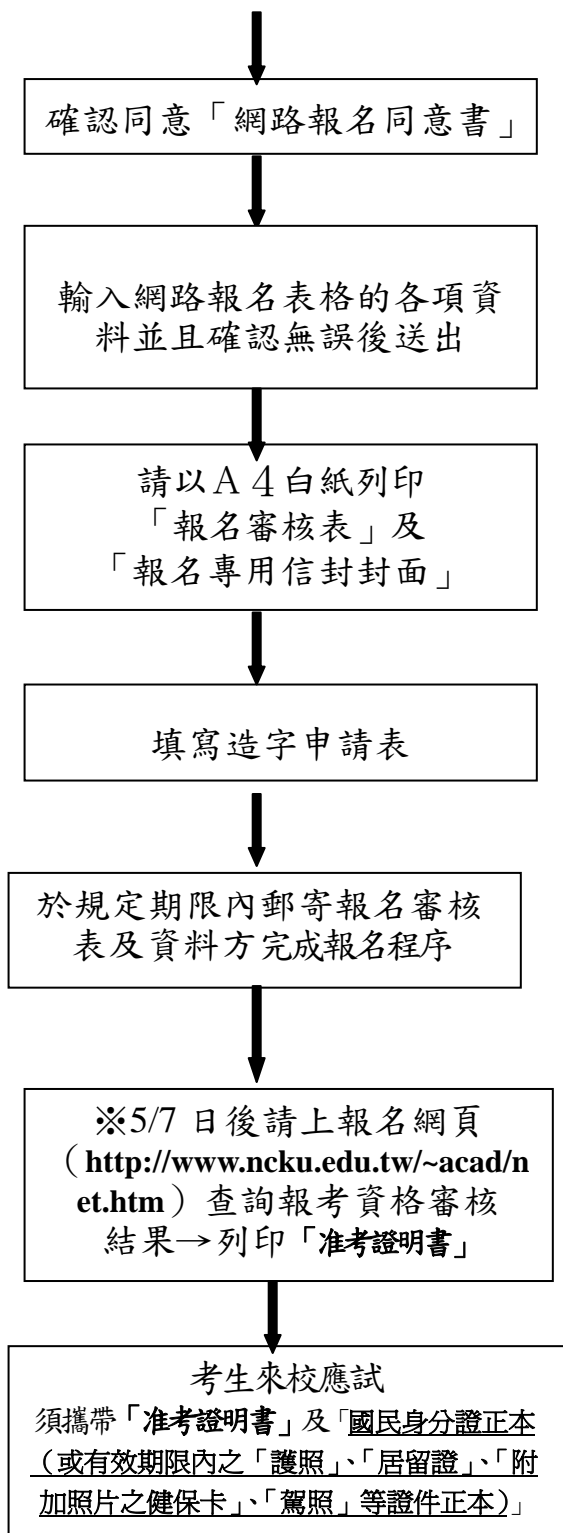 確認同意「網路報名同意書」
輸入網路報名表格的各項資
料並且確認無誤後送出
請以A４白紙列印
「報名審核表」及
「報名專用信封封面」
填寫造字申請表
於規定期限內郵寄報名審核
表及資料方完成報名程序
※5/7 日後請上報名網頁
（http://www.ncku.edu.tw/~acad/n
et.htm）查詢報考資格審核
結果→列印「准考證明書」
考生來校應試
須攜帶「准考證明書」及「國民身分證正本
（或有效期限內之「護照」、「居留證」、「附
加照片之健保卡」、「駕照」等證件正本）」